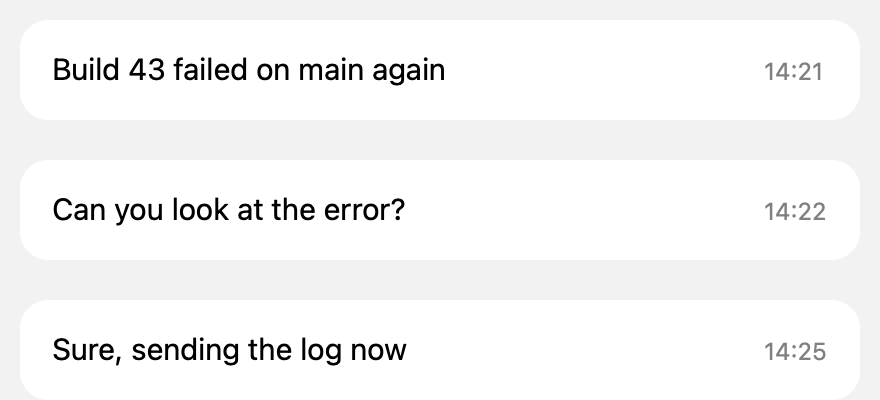 Build 43 failed on main again 14:21
Can you look at the error? 14:22
Sure, sending the log now 14:25